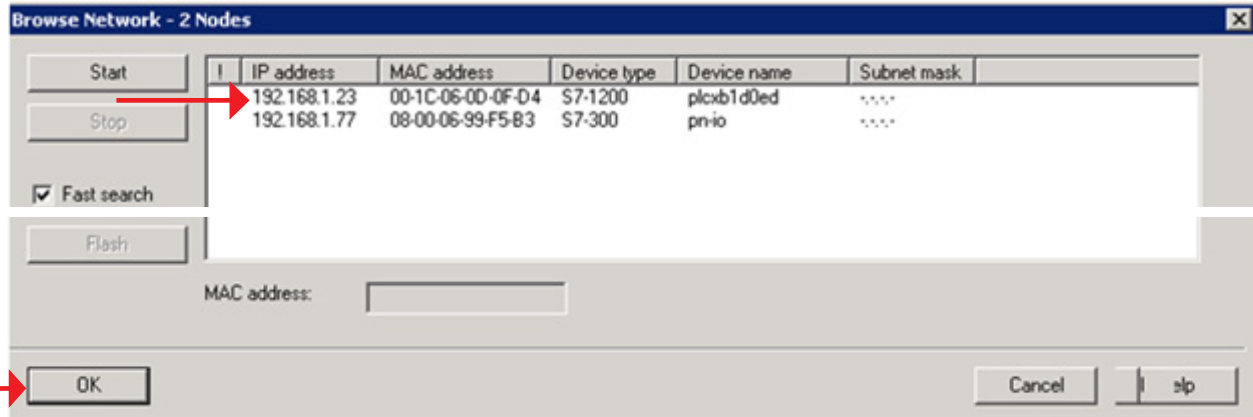 Browse Network - 2 Nodes
Start
Stop
Fast search
Flash
! IP address MAC address Device type Device name Subnet mask
192.168.1.23 00-1C-06-0D-0F-D4 S7-1200 plcxb1d0ed -.-.-.-
192.168.1.77 08-00-06-99-F5-B3 S7-300 pn-io -.-.-.-
MAC address:
OK Cancel